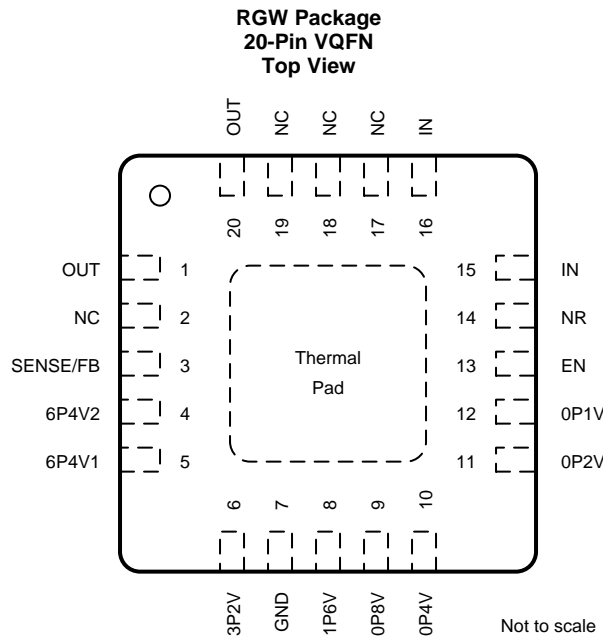 RGW Package
20-Pin VQFN
Top View
OUT NC NC NC IN
20 19 18 17 16
OUT 1
NC 2
SENSE/FB 3
6P4V2 4
6P4V1 5
Thermal
Pad
15 IN
14 NR
13 EN
12 0P1V
11 0P2V
6 7 8 9 10
3P2V GND 1P6V 0P8V 0P4V
Not to scale